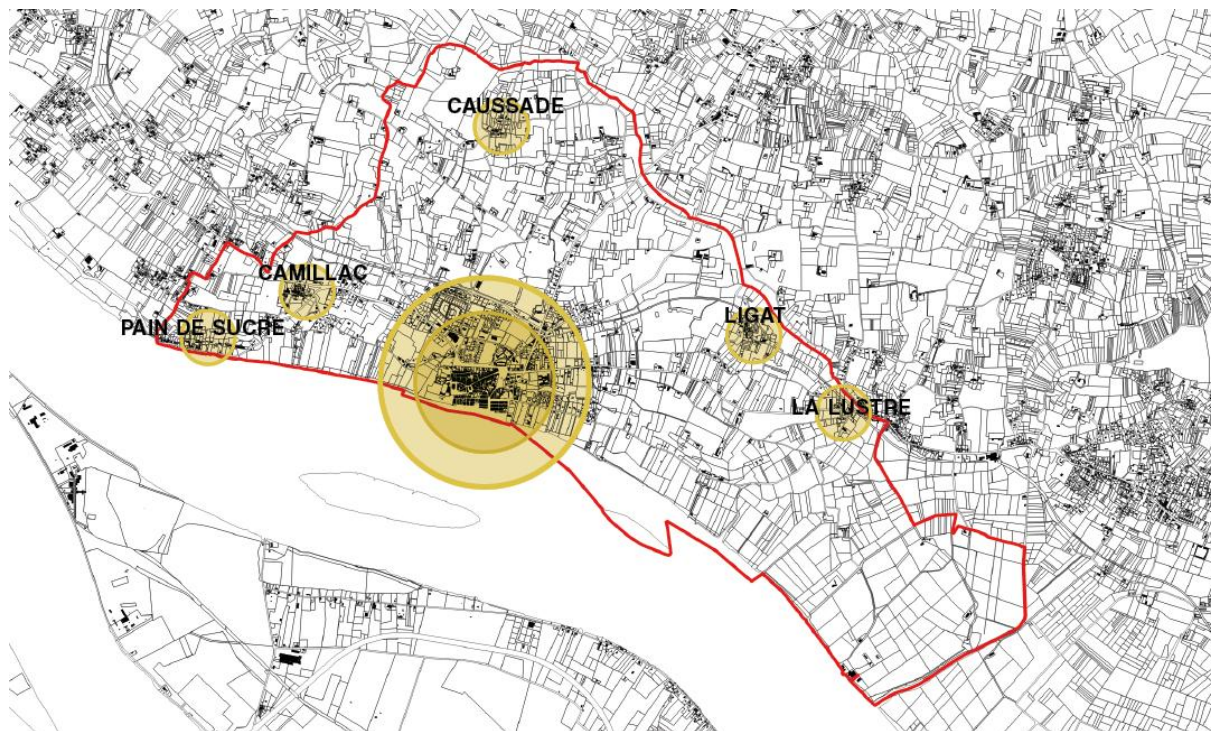 CAUSSADE
CAMILLAC
PAIN DE SUCRE
LIGAT
LA LUSTRE